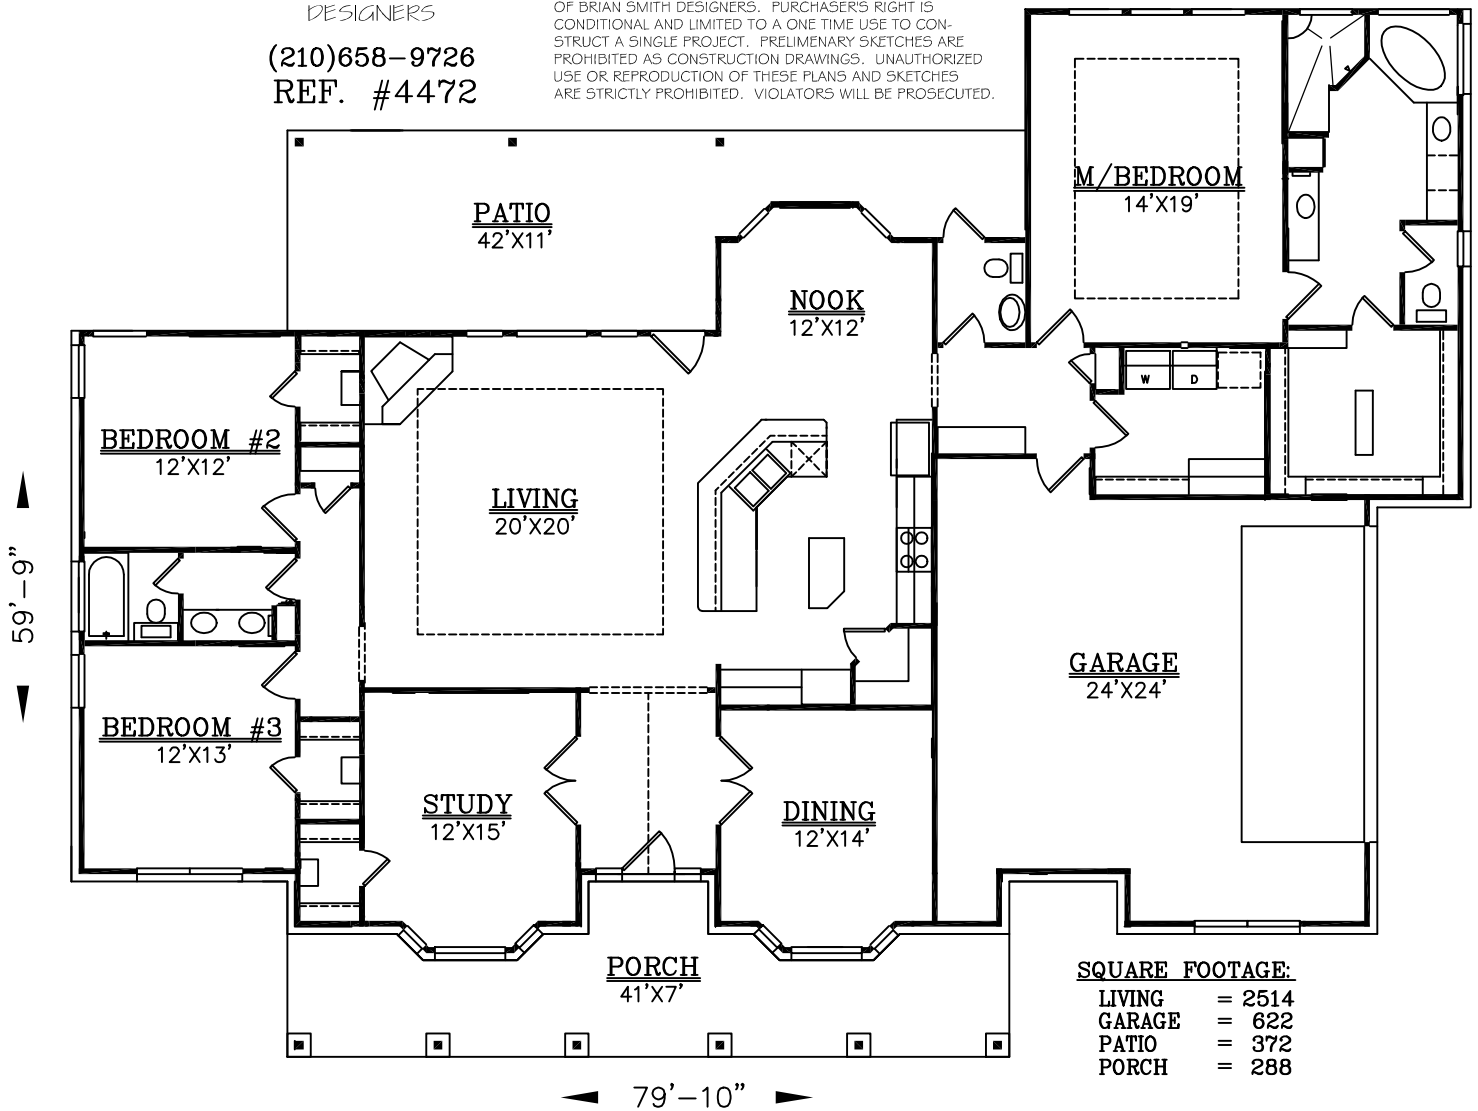 DESIGNERS
(210)658-9726
REF. #4472
OF BRIAN SMITH DESIGNERS. PURCHASER'S RIGHT IS
CONDITIONAL AND LIMITED TO A ONE TIME USE TO CON-
STRUCT A SINGLE PROJECT. PRELIMENARY SKETCHES ARE
PROHIBITED AS CONSTRUCTION DRAWINGS. UNAUTHORIZED
USE OR REPRODUCTION OF THESE PLANS AND SKETCHES
ARE STRICTLY PROHIBITED. VIOLATORS WILL BE PROSECUTED.
M/BEDROOM
14'X19'
PATIO
42'X11'
NOOK
12'X12'
W
D
BEDROOM #2
12'X12'
LIVING
20'X20'
59'-9"
GARAGE
24'X24'
BEDROOM #3
12'X13'
STUDY
12'X15'
DINING
12'X14'
PORCH
41'X7'
SQUARE FOOTAGE:
LIVING = 2514
GARAGE = 622
PATIO = 372
PORCH = 288
79'-10"